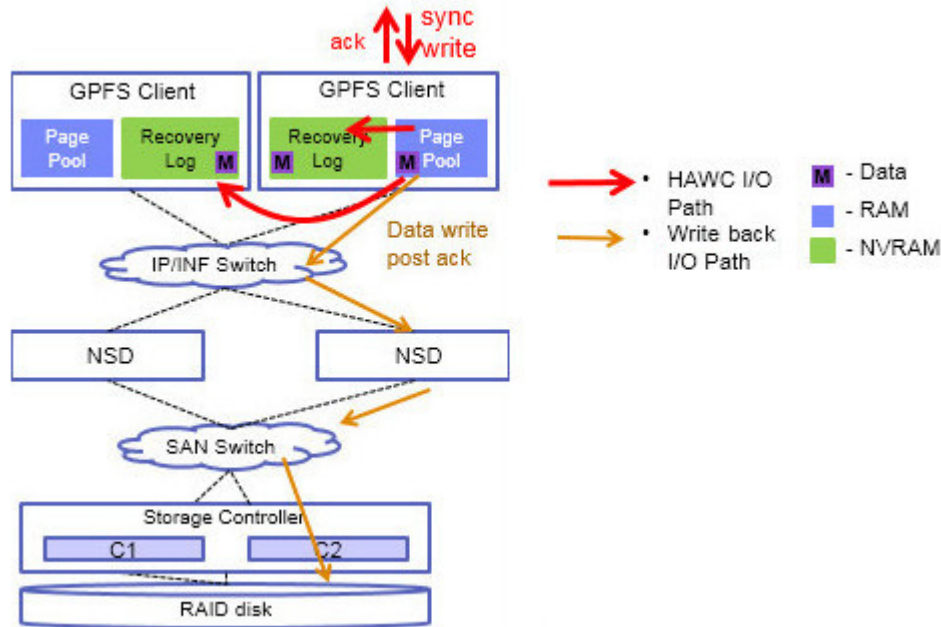 ack
sync
write
GPFS Client
GPFS Client
Page
Pool
Recovery
Log
M
Recovery
Log
M
M
Page
Pool
• HAWC I/O
Path
• Write back
I/O Path
M - Data
- RAM
- NVRAM
Data write
post ack
IP/INF Switch
NSD
NSD
SAN Switch
Storage Controller
C1
C2
RAID disk